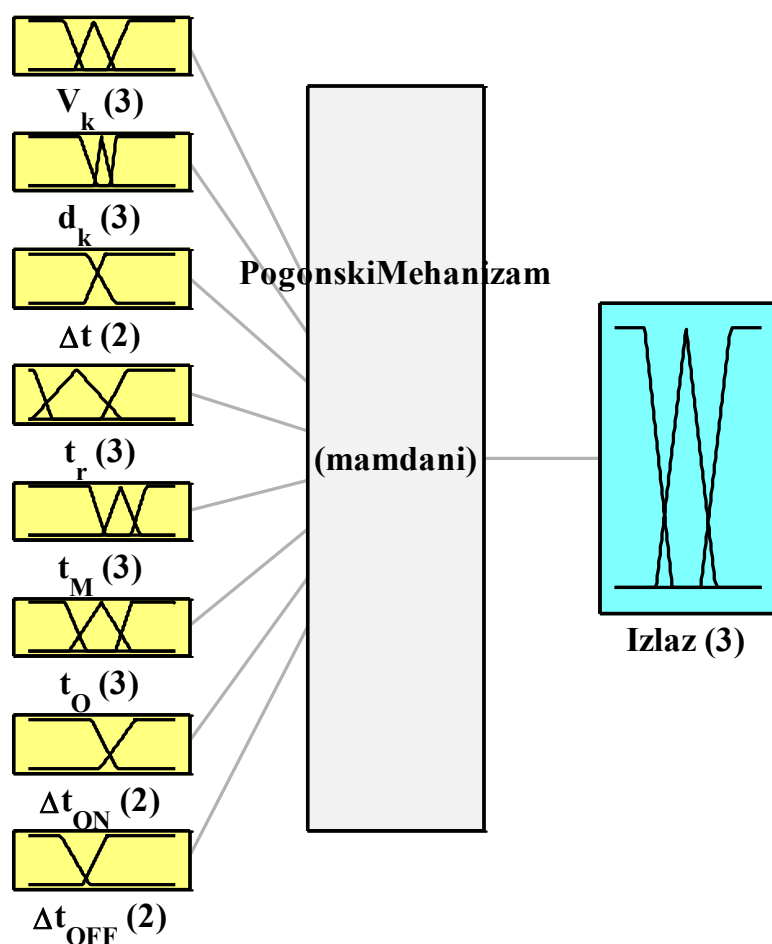 V_k (3)
d_k (3)
Δt (2)
t_r (3)
t_M (3)
t_O (3)
Δt_ON (2)
Δt_OFF (2)
PogonskiMehanizam
(mamdani)
Izlaz (3)